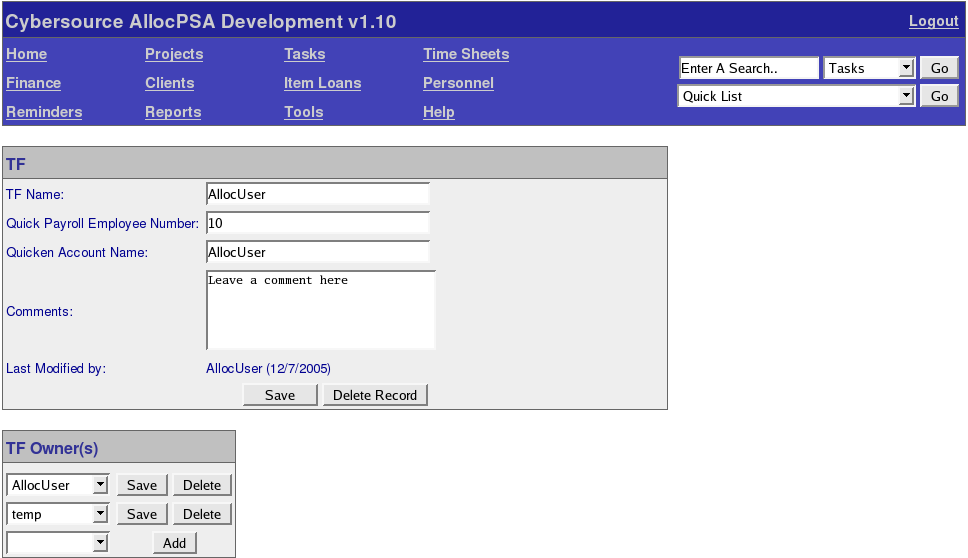 Cybersource AllocPSA Development v1.10 Logout
Home Projects Tasks Time Sheets
Enter A Search.. Tasks Go
Finance Clients Item Loans Personnel
Quick List Go
Reminders Reports Tools Help
TF
TF Name: AllocUser
Quick Payroll Employee Number: 10
Quicken Account Name: AllocUser
Comments: Leave a comment here
Last Modified by: AllocUser (12/7/2005)
Save Delete Record
TF Owner(s)
AllocUser Save Delete
temp Save Delete
Add